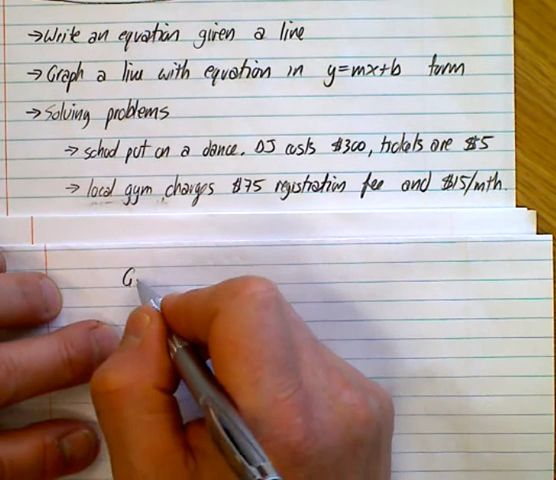 →Write an equation given a line
→Graph a line with equation in y=mx+b form
→Solving problems
→ school put on a dance. DJ costs $300, tickets are $5
→ local gym charges $75 registration fee and $15/mth.
G